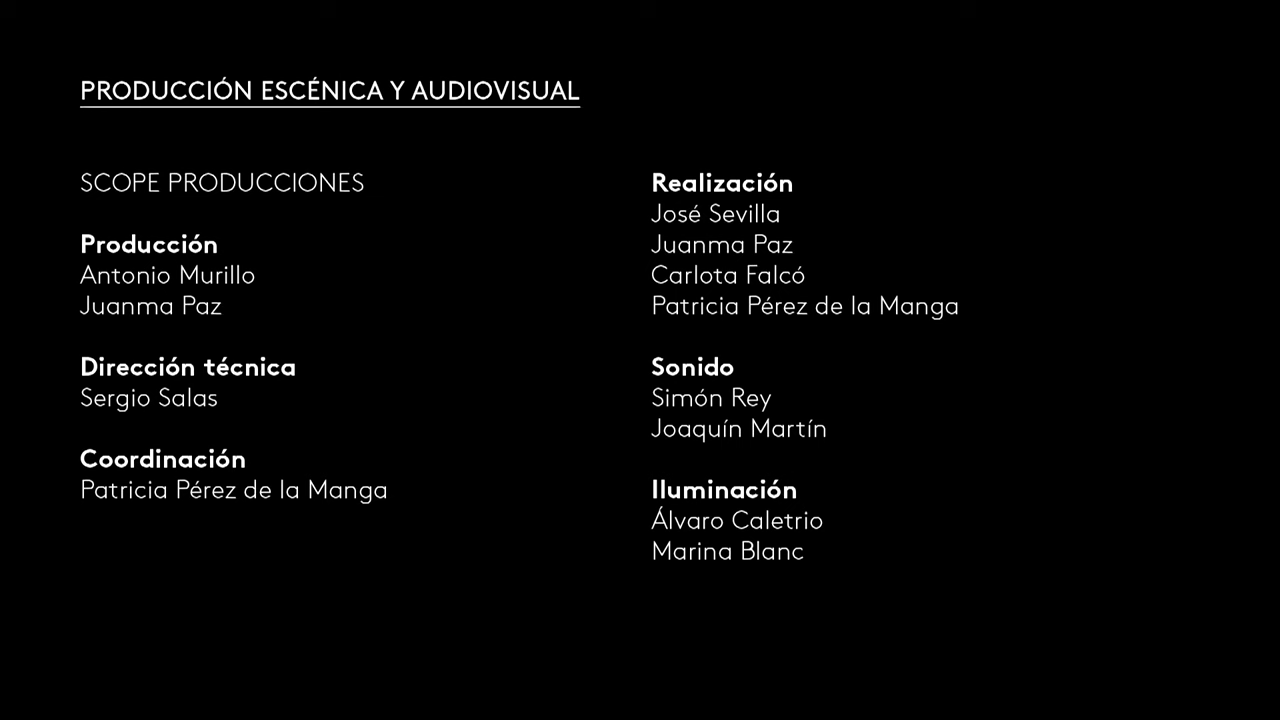 PRODUCCIÓN ESCÉNICA Y AUDIOVISUAL
SCOPE PRODUCCIONES
Producción
Antonio Murillo
Juanma Paz
Dirección técnica
Sergio Salas
Coordinación
Patricia Pérez de la Manga
Realización
José Sevilla
Juanma Paz
Carlota Falcó
Patricia Pérez de la Manga
Sonido
Simón Rey
Joaquín Martín
Iluminación
Álvaro Caletrio
Marina Blanc